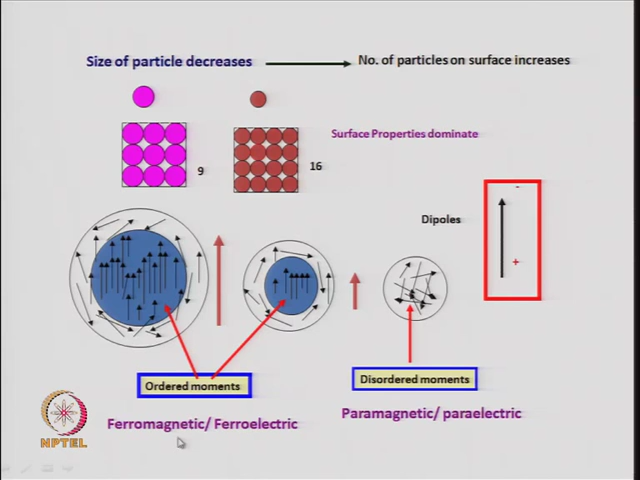 Size of particle decreases
No. of particles on surface increases
Surface Properties dominate
9
16
-
Dipoles
+
Ordered moments
Disordered moments
Ferromagnetic/ Ferroelectric
Paramagnetic/ paraelectric
NPTEL